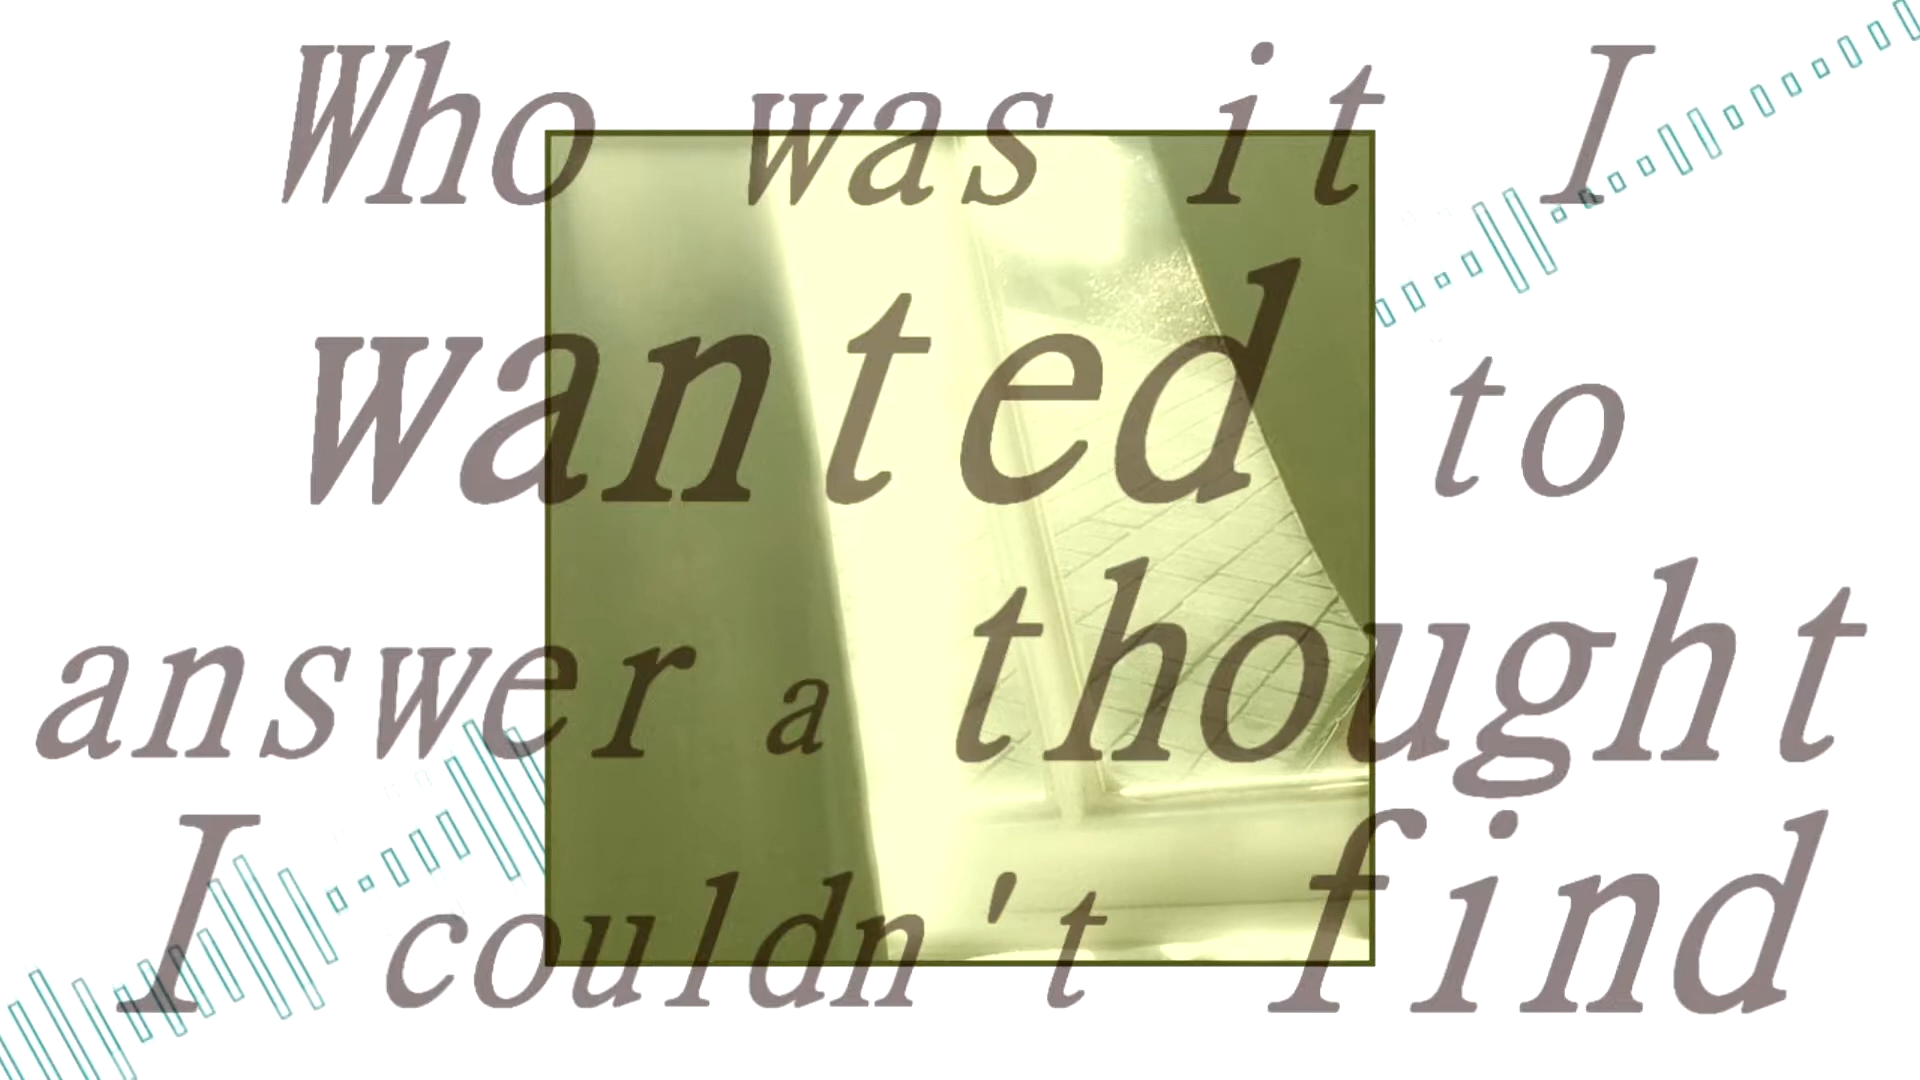 Who was it I
wanted to
answer a thought
I couldn't find